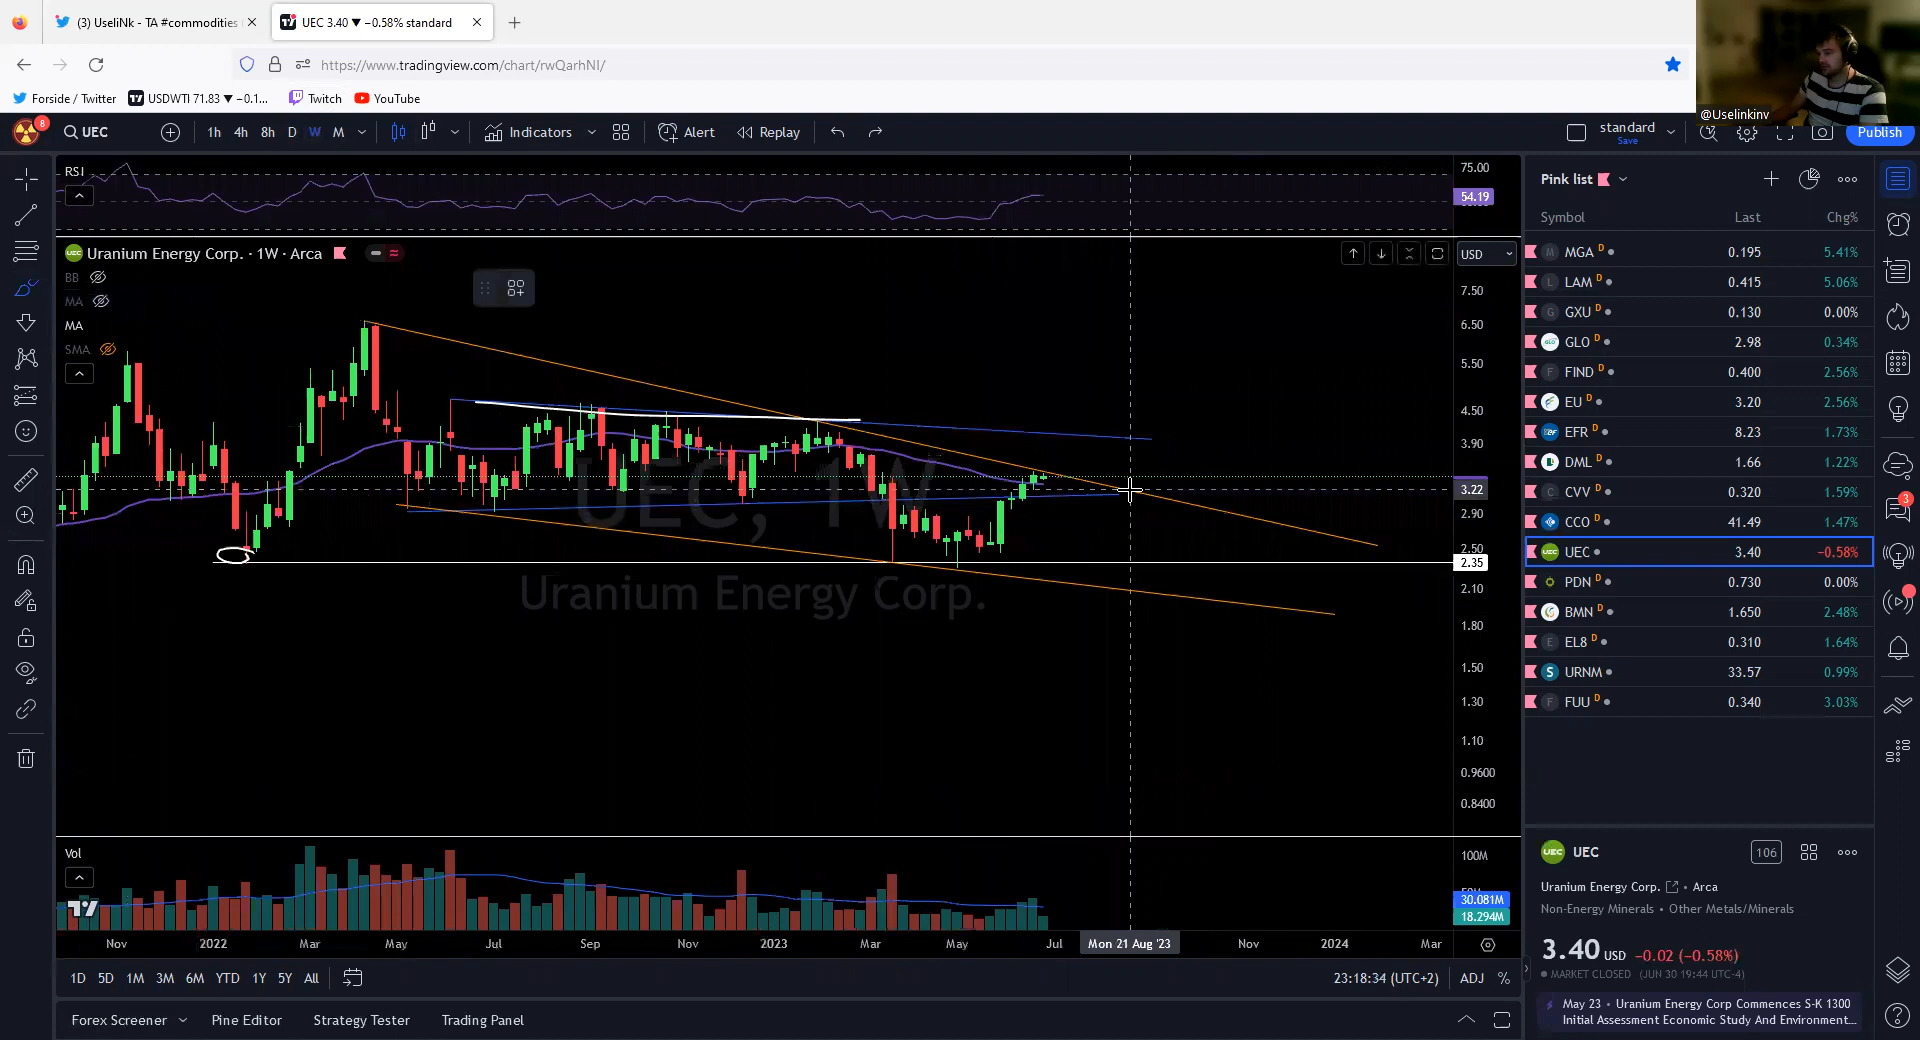 (3) UseliNk - TA #commodities
UEC 3.40 ▼ −0.58% standard
https://www.tradingview.com/chart/rwQarhNI/
Forside / Twitter
USDWTI 71.83 ▼ −0.1...
Twitch
YouTube
@Uselinkinv
8
UEC
1h 4h 8h D W M
Indicators
Alert
Replay
standard
Save
Publish
RSI
75.00
54.19
Uranium Energy Corp. · 1W · Arca
USD
BB
MA
MA
SMA
7.50
6.50
5.50
4.50
3.90
3.22
2.90
2.50
2.35
2.10
1.80
1.50
1.30
1.10
0.9600
0.8400
UEC, 1W
Uranium Energy Corp.
Vol
100M
30.081M
18.294M
Nov 2022 Mar May Jul Sep Nov 2023 Mar May Jul Mon 21 Aug '23 Nov 2024 Mar
1D 5D 1M 3M 6M YTD 1Y 5Y All
23:18:34 (UTC+2) ADJ %
Forex Screener
Pine Editor
Strategy Tester
Trading Panel
Pink list
Symbol Last Chg%
MGA D 0.195 5.41%
LAM D 0.415 5.06%
GXU D 0.130 0.00%
GLO D 2.98 0.34%
FIND D 0.400 2.56%
EU D 3.20 2.56%
EFR D 8.23 1.73%
DML D 1.66 1.22%
CVV D 0.320 1.59%
CCO D 41.49 1.47%
UEC 3.40 −0.58%
PDN D 0.730 0.00%
BMN D 1.650 2.48%
EL8 D 0.310 1.64%
URNM 33.57 0.99%
FUU D 0.340 3.03%
3
UEC
106
Uranium Energy Corp. • Arca
Non-Energy Minerals • Other Metals/Minerals
3.40 USD −0.02 (−0.58%)
MARKET CLOSED (JUN 30 19:44 UTC-4)
May 23 • Uranium Energy Corp Commences S-K 1300
Initial Assessment Economic Study And Environment...